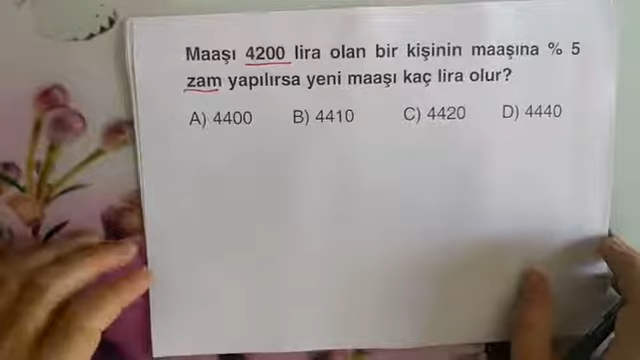 Maaşı 4200 lira olan bir kişinin maaşına % 5
zam yapılırsa yeni maaşı kaç lira olur?
A) 4400 B) 4410 C) 4420 D) 4440